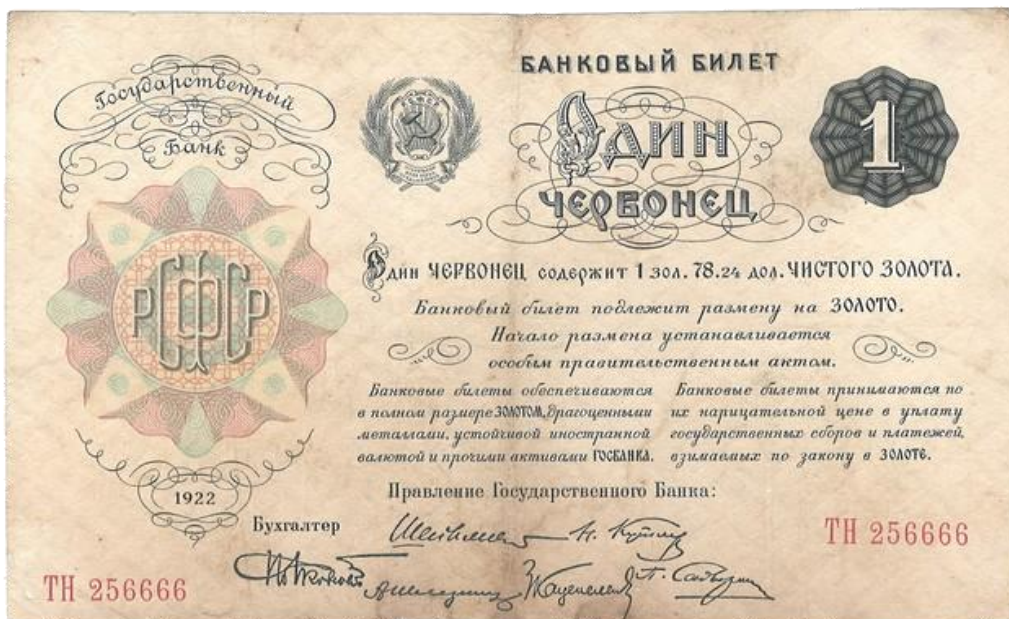 Государственный
Банк
БАНКОВЫЙ БИЛЕТ
ОДИН
ЧЕРВОНЕЦ
1
РСФСР
Один ЧЕРВОНЕЦ содержит 1 зол. 78.24 дол. ЧИСТОГО ЗОЛОТА.
Банковый билет подлежит размену на ЗОЛОТО.
Начало размена устанавливается
особым правительственным актом.
Банковые билеты обеспечиваются
в полном размере ЗОЛОТОМ, драгоценными
металлами, устойчивой иностранной
валютой и прочими активами ГОСБАНКА.
Банковые билеты принимаются по
их нарицательной цене в уплату
государственных сборов и платежей,
взимаемых по закону в ЗОЛОТЕ.
1922
Правление Государственного Банка:
Бухгалтер
ТН 256666
ТН 256666